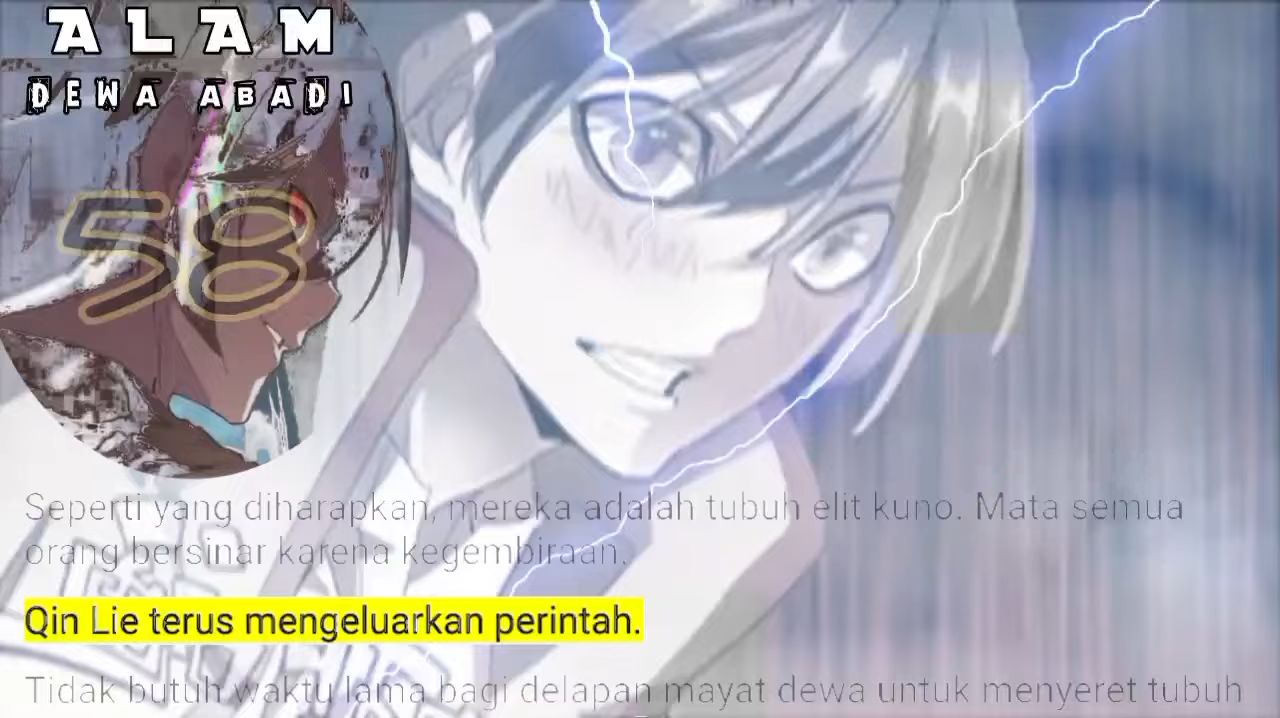 ALAM
DEWA ABADI
58
Seperti yang diharapkan, mereka adalah tubuh elit kuno. Mata semua
orang bersinar karena kegembiraan.
Qin Lie terus mengeluarkan perintah.
Tidak butuh waktu lama bagi delapan mayat dewa untuk menyeret tubuh